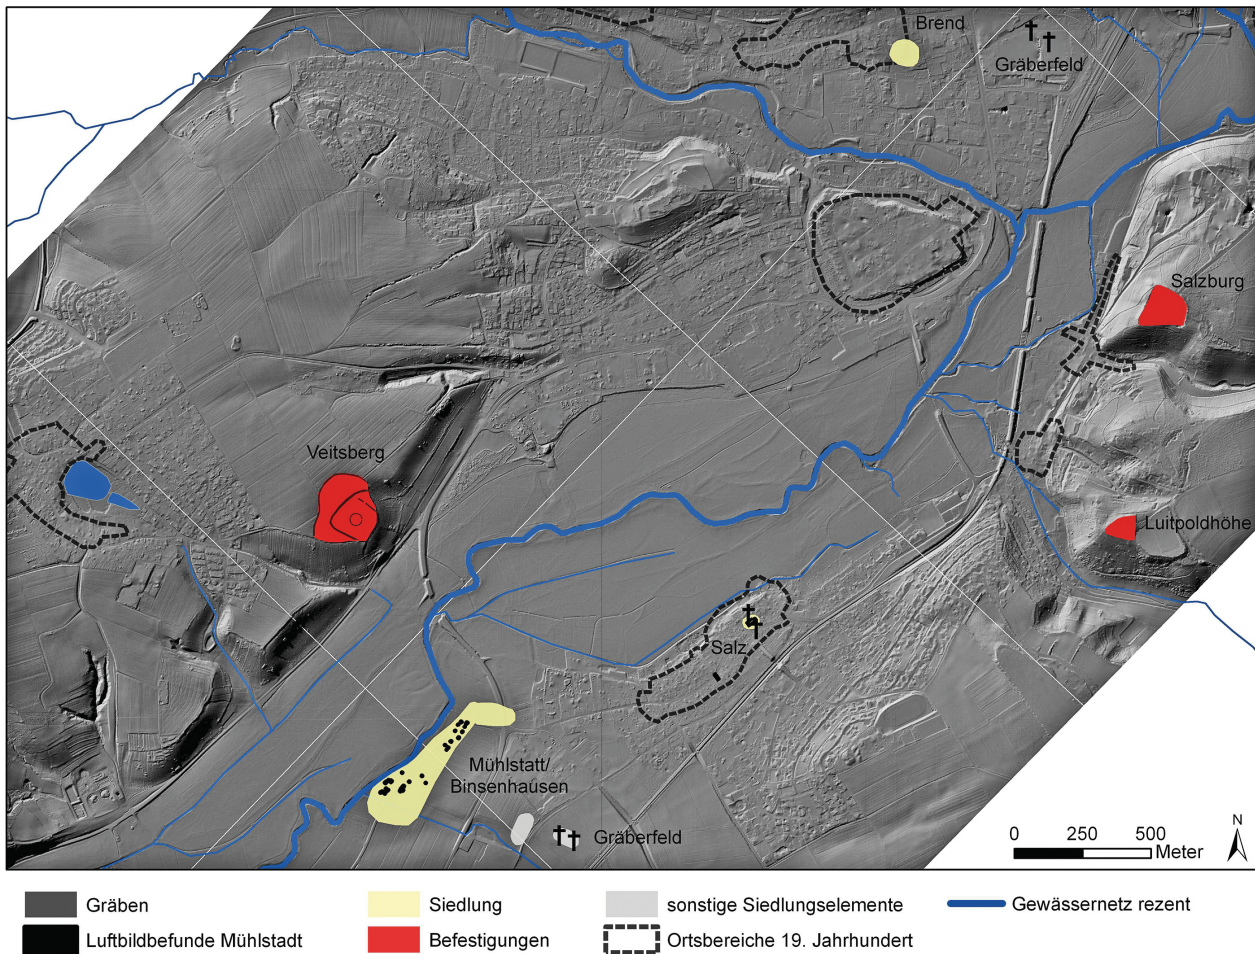 Brend
Gräberfeld
Salzburg
Veitsberg
Luitpoldhöhe
Salz
Mühlstatt/
Binsenhausen
Gräberfeld
N
0 250 500
Meter
Gräben
Siedlung
sonstige Siedlungselemente
Gewässernetz rezent
Luftbildbefunde Mühlstadt
Befestigungen
Ortsbereiche 19. Jahrhundert